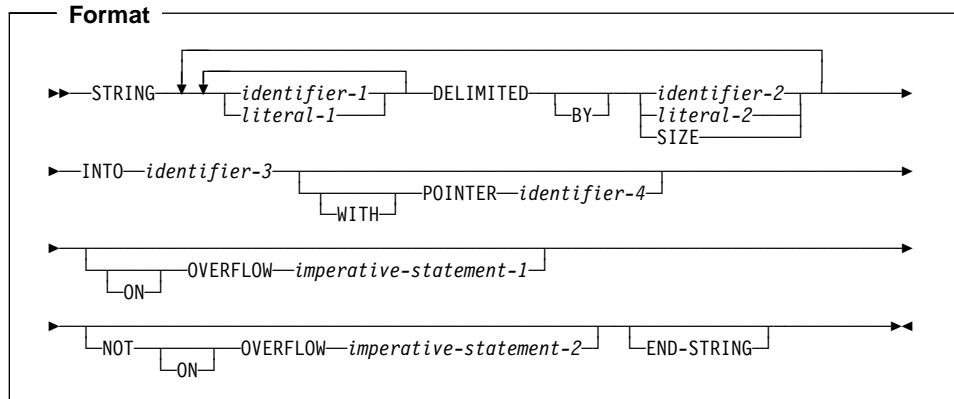 Format
STRING identifier-1 DELIMITED identifier-2
literal-1 BY literal-2
SIZE
INTO identifier-3
POINTER identifier-4
WITH
OVERFLOW imperative-statement-1
ON
NOT OVERFLOW imperative-statement-2 END-STRING
ON